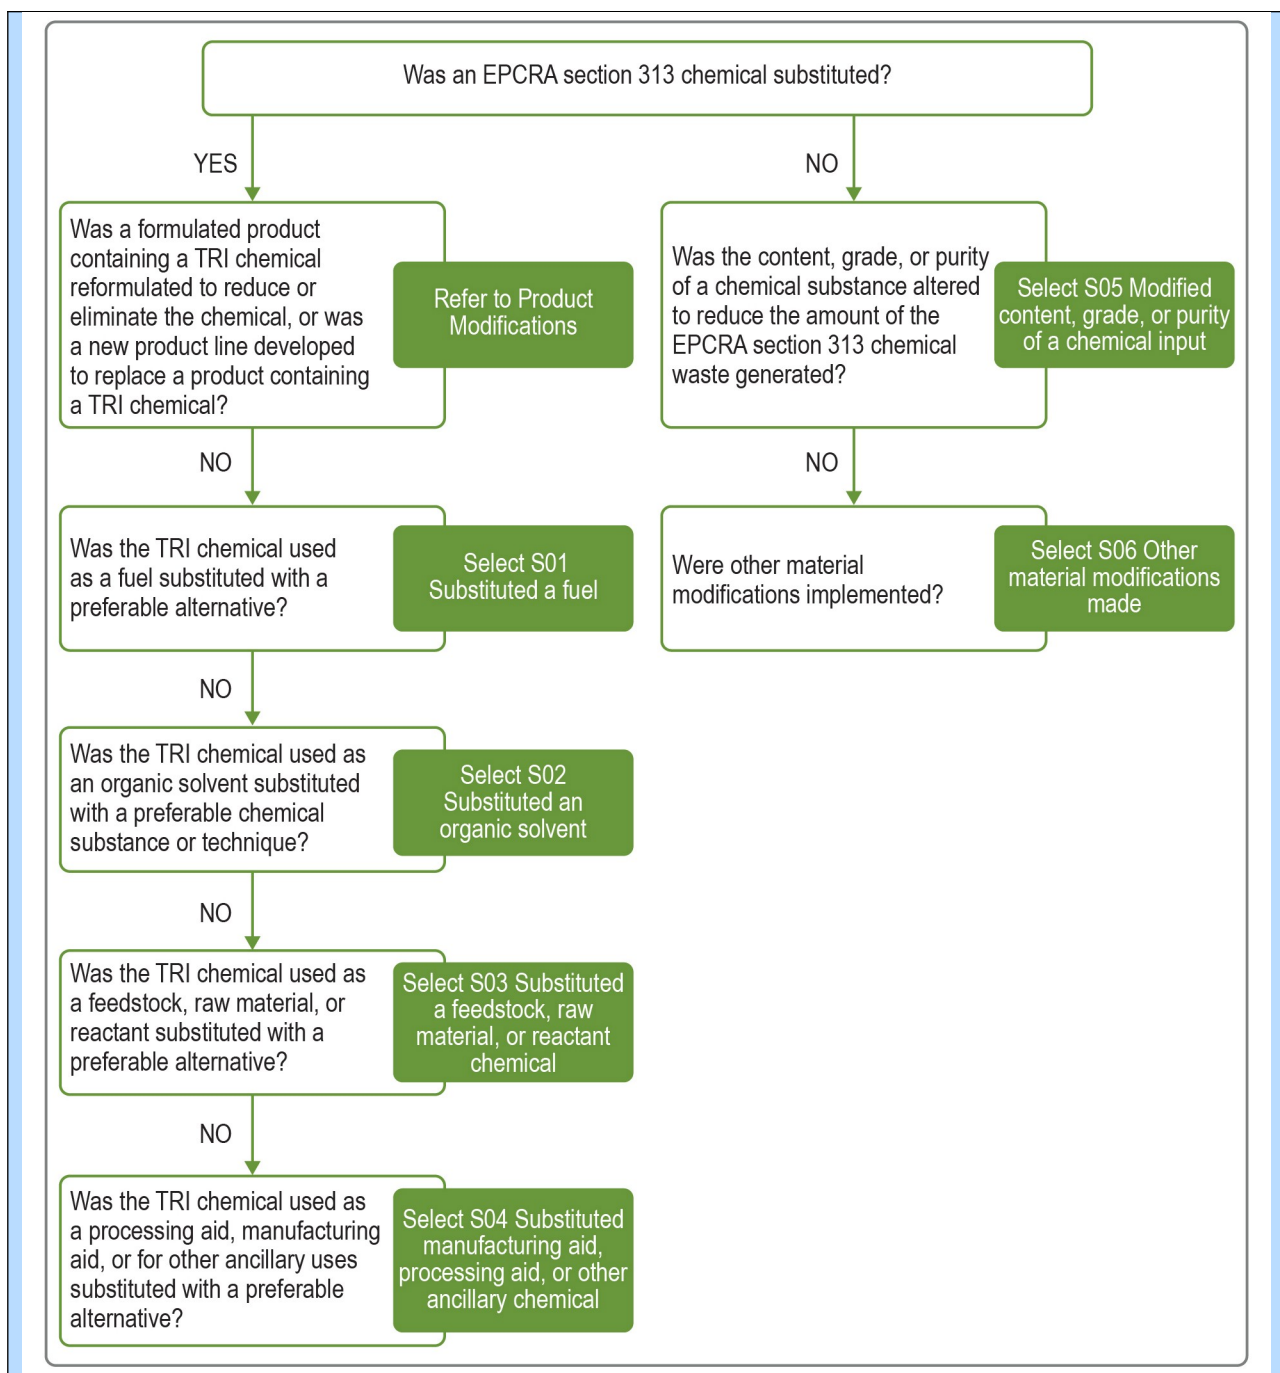 Was an EPCRA section 313 chemical substituted?
YES
NO
Was a formulated product
containing a TRI chemical
reformulated to reduce or
eliminate the chemical, or was
a new product line developed
to replace a product containing
a TRI chemical?
Refer to Product
Modifications
Was the content, grade, or purity
of a chemical substance altered
to reduce the amount of the
EPCRA section 313 chemical
waste generated?
Select S05 Modified
content, grade, or purity
of a chemical input
NO
NO
Was the TRI chemical used
as a fuel substituted with a
preferable alternative?
Select S01
Substituted a fuel
Were other material
modifications implemented?
Select S06 Other
material modifications
made
NO
Was the TRI chemical used as
an organic solvent substituted
with a preferable chemical
substance or technique?
Select S02
Substituted an
organic solvent
NO
Was the TRI chemical used as
a feedstock, raw material, or
reactant substituted with a
preferable alternative?
Select S03 Substituted
a feedstock, raw
material, or reactant
chemical
NO
Was the TRI chemical used as
a processing aid, manufacturing
aid, or for other ancillary uses
substituted with a preferable
alternative?
Select S04 Substituted
manufacturing aid,
processing aid, or other
ancillary chemical